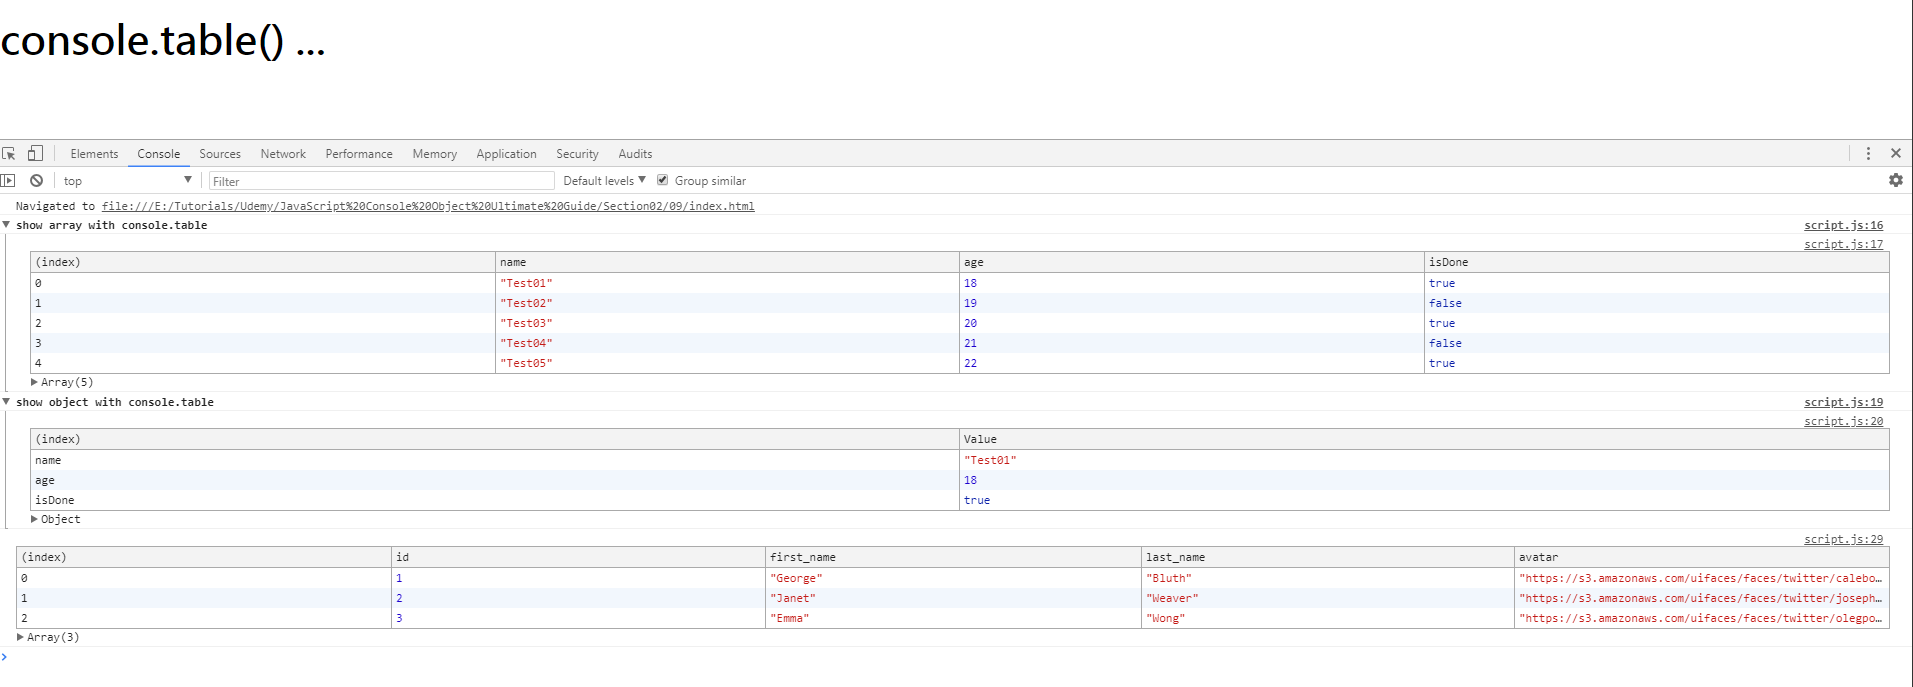 console.table() ...
Elements Console Sources Network Performance Memory Application Security Audits
top Filter Default levels Group similar
Navigated to file:///E:/Tutorials/Udemy/JavaScript%20Console%20Object%20Ultimate%20Guide/Section02/09/index.html
show array with console.table script.js:16
script.js:17
(index) name age isDone
0 "Test01" 18 true
1 "Test02" 19 false
2 "Test03" 20 true
3 "Test04" 21 false
4 "Test05" 22 true
Array(5)
show object with console.table script.js:19
script.js:20
(index) Value
name "Test01"
age 18
isDone true
Object
script.js:29
(index) id first_name last_name avatar
0 1 "George" "Bluth" "https://s3.amazonaws.com/uifaces/faces/twitter/calebo…
1 2 "Janet" "Weaver" "https://s3.amazonaws.com/uifaces/faces/twitter/joseph…
2 3 "Emma" "Wong" "https://s3.amazonaws.com/uifaces/faces/twitter/olegpo…
Array(3)